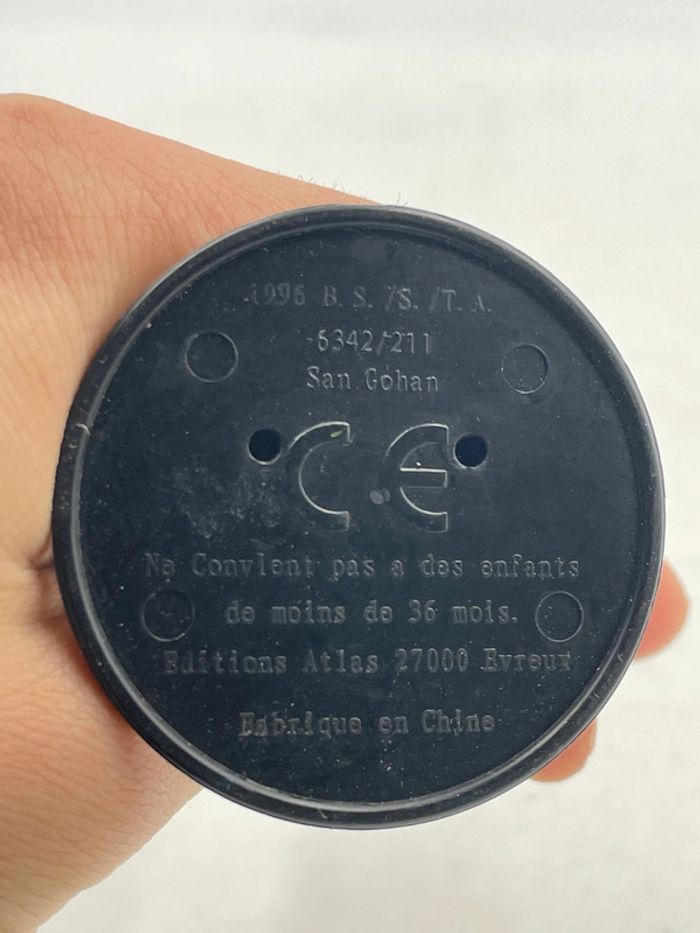 1996 B. S. /S. /T. A.
6342/211
San Gohan
CE
Ne Convient pas a des enfants
de moins de 36 mois.
Editions Atlas 27000 Evreux
Fabrique en Chine